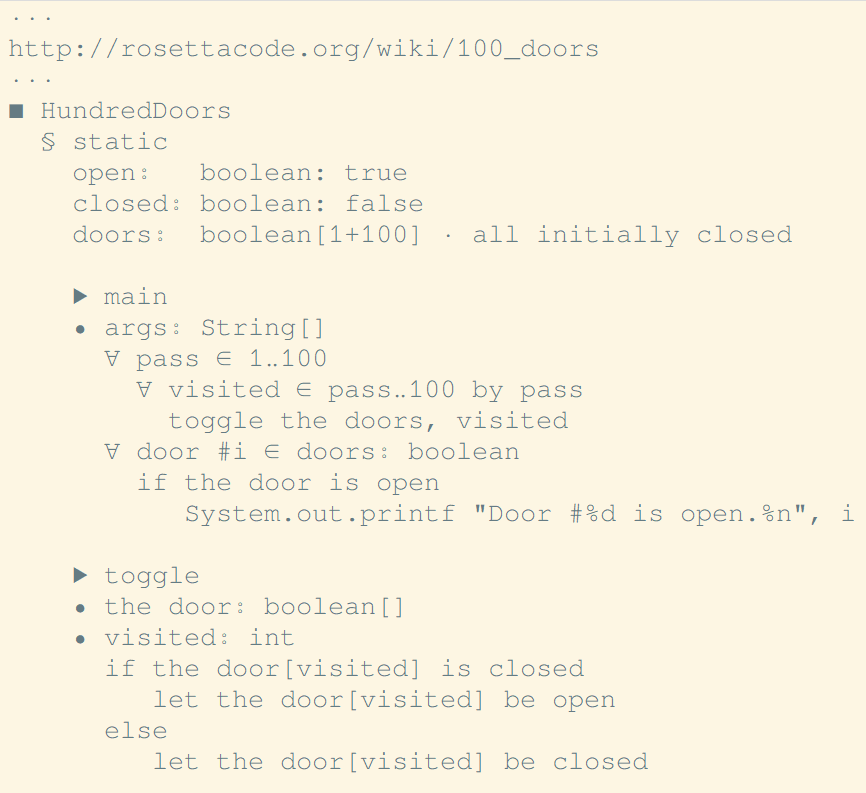 ···
http://rosettacode.org/wiki/100_doors
···
■ HundredDoors
§ static
open:   boolean: true
closed: boolean: false
doors:  boolean[1+100] · all initially closed
▶ main
• args: String[]
∀ pass ∈ 1..100
∀ visited ∈ pass..100 by pass
toggle the doors, visited
∀ door #i ∈ doors: boolean
if the door is open
System.out.printf "Door #%d is open.%n", i
▶ toggle
• the door: boolean[]
• visited: int
if the door[visited] is closed
let the door[visited] be open
else
let the door[visited] be closed